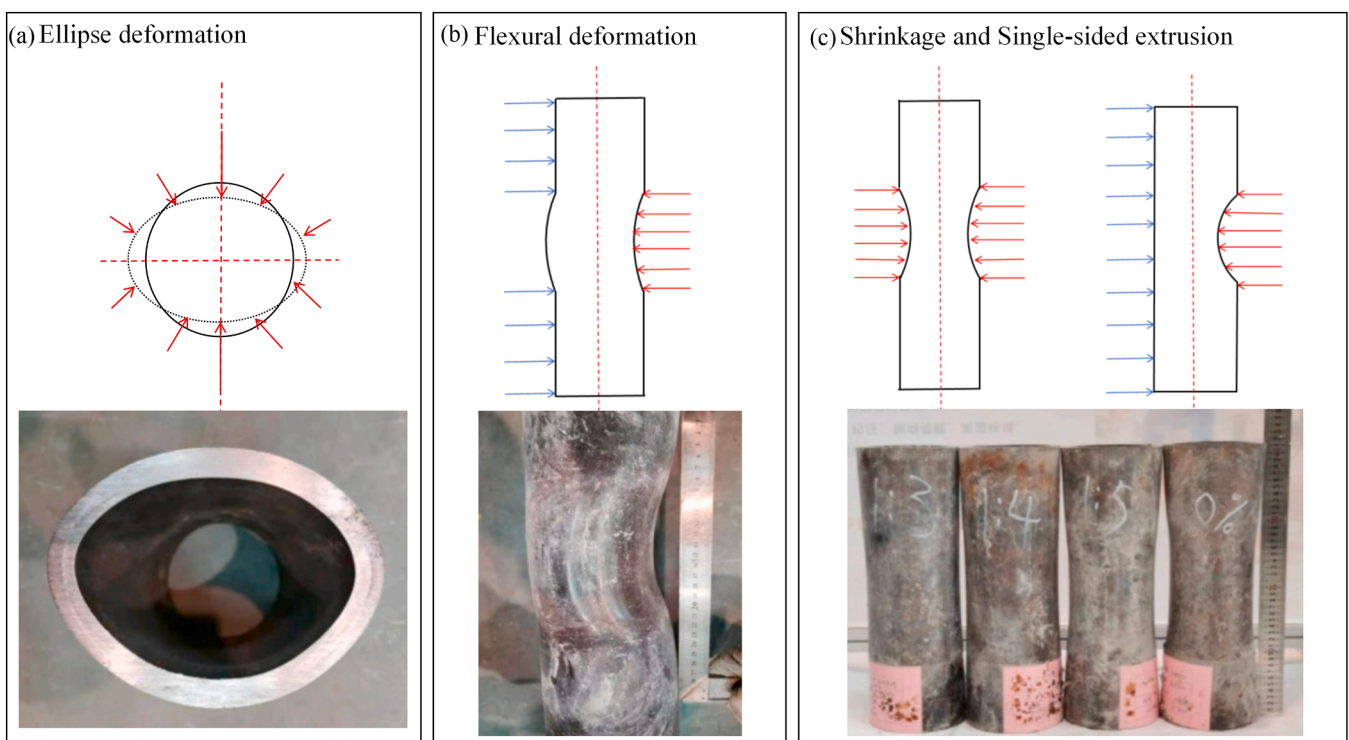 (a) Ellipse deformation
(b) Flexural deformation
(c) Shrinkage and Single-sided extrusion
1:3
1:4
1:5
0%